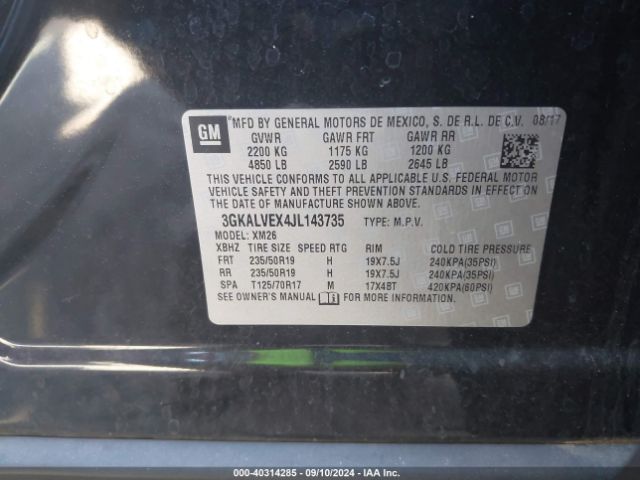 GM
MFD BY GENERAL MOTORS DE MEXICO, S. DE R.L. DE C.V. 08/17
GVWR GAWR FRT GAWR RR
2200 KG 1175 KG 1200 KG
4850 LB 2590 LB 2645 LB
THIS VEHICLE CONFORMS TO ALL APPLICABLE U.S. FEDERAL MOTOR
VEHICLE SAFETY AND THEFT PREVENTION STANDARDS IN EFFECT ON
THE DATE OF MANUFACTURE SHOWN ABOVE.
3GKALVEX4JL143735 TYPE: M.P.V.
MODEL: XM26
XBHZ TIRE SIZE SPEED RTG RIM COLD TIRE PRESSURE
FRT 235/50R19 H 19X7.5J 240KPA(35PSI)
RR 235/50R19 H 19X7.5J 240KPA(35PSI)
SPA T125/70R17 M 17X4BT 420KPA(60PSI)
SEE OWNER'S MANUAL FOR MORE INFORMATION.
000-40314285 - 09/10/2024 - IAA Inc.